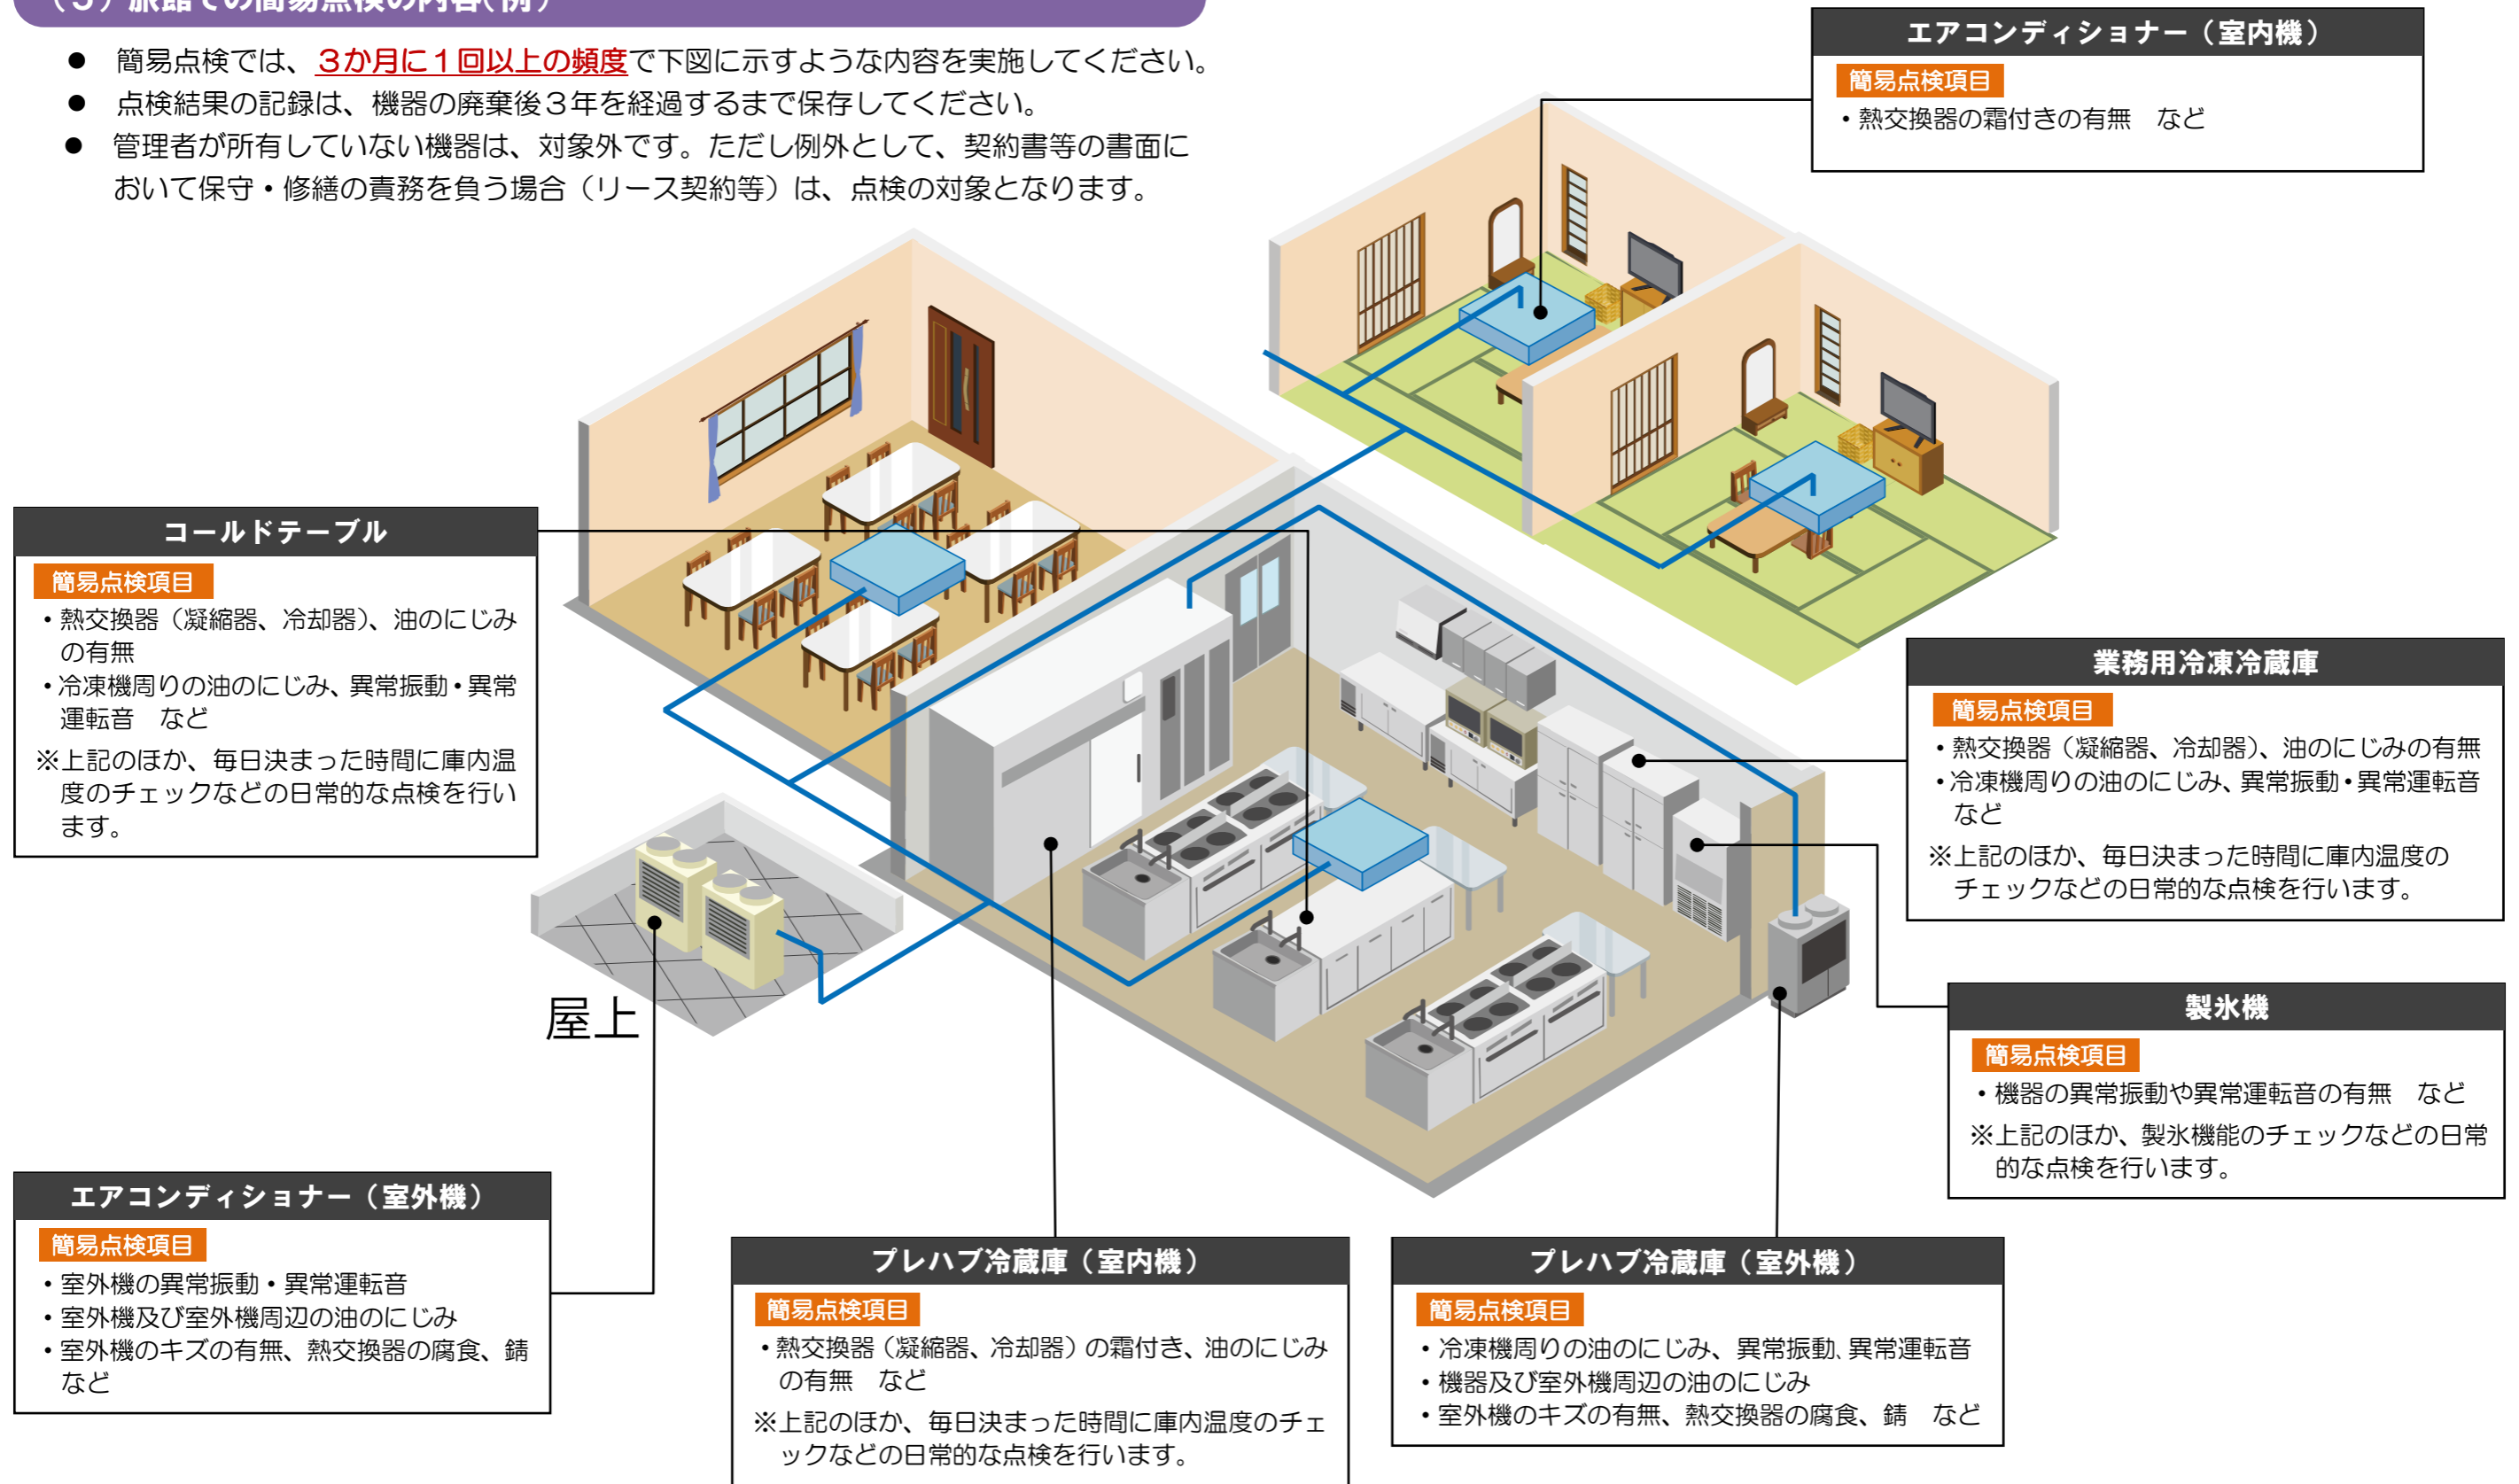 （５）旅館での簡易点検の内容(例)
● 簡易点検では、３か月に１回以上の頻度で下図に示すような内容を実施してください。
● 点検結果の記録は、機器の廃棄後３年を経過するまで保存してください。
● 管理者が所有していない機器は、対象外です。ただし例外として、契約書等の書面に
おいて保守・修繕の責務を負う場合（リース契約等）は、点検の対象となります。
エアコンディショナー（室内機）
簡易点検項目
・熱交換器の霜付きの有無　など
コールドテーブル
簡易点検項目
・熱交換器（凝縮器、冷却器）、油のにじみ
の有無
・冷凍機周りの油のにじみ、異常振動・異常
運転音　など
※上記のほか、毎日決まった時間に庫内温
度のチェックなどの日常的な点検を行い
ます。
業務用冷凍冷蔵庫
簡易点検項目
・熱交換器（凝縮器、冷却器）、油のにじみの有無
・冷凍機周りの油のにじみ、異常振動・異常運転音
など
※上記のほか、毎日決まった時間に庫内温度の
チェックなどの日常的な点検を行います。
屋上
製氷機
簡易点検項目
・機器の異常振動や異常運転音の有無　など
※上記のほか、製氷機能のチェックなどの日常
的な点検を行います。
エアコンディショナー（室外機）
簡易点検項目
・室外機の異常振動・異常運転音
・室外機及び室外機周辺の油のにじみ
・室外機のキズの有無、熱交換器の腐食、錆
など
プレハブ冷蔵庫（室内機）
簡易点検項目
・熱交換器（凝縮器、冷却器）の霜付き、油のにじみ
の有無　など
※上記のほか、毎日決まった時間に庫内温度のチェ
ックなどの日常的な点検を行います。
プレハブ冷蔵庫（室外機）
簡易点検項目
・冷凍機周りの油のにじみ、異常振動、異常運転音
・機器及び室外機周辺の油のにじみ
・室外機のキズの有無、熱交換器の腐食、錆　など